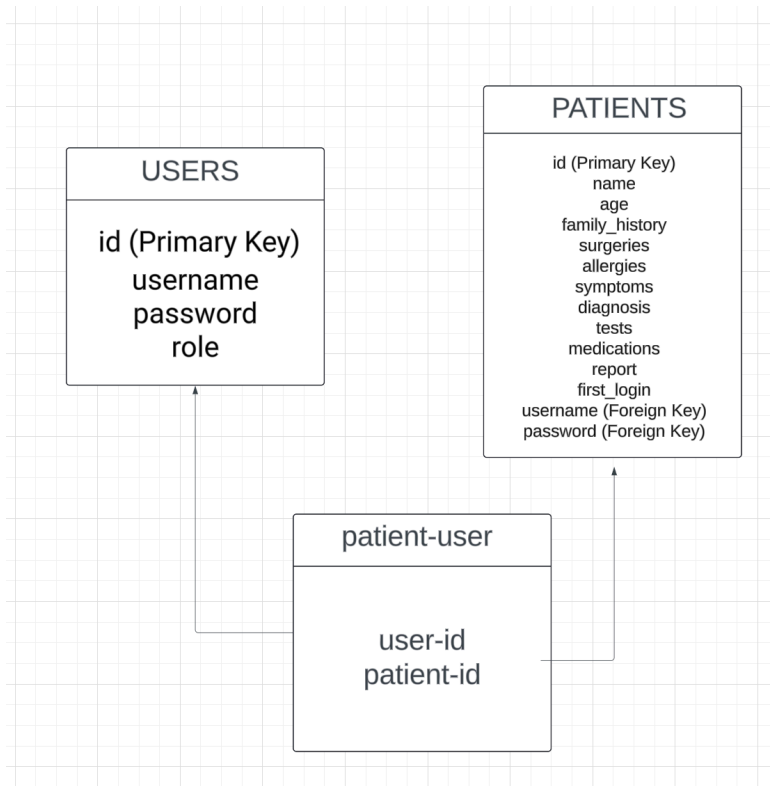 USERS
id (Primary Key)
username
password
role
PATIENTS
id (Primary Key)
name
age
family_history
surgeries
allergies
symptoms
diagnosis
tests
medications
report
first_login
username (Foreign Key)
password (Foreign Key)
patient-user
user-id
patient-id